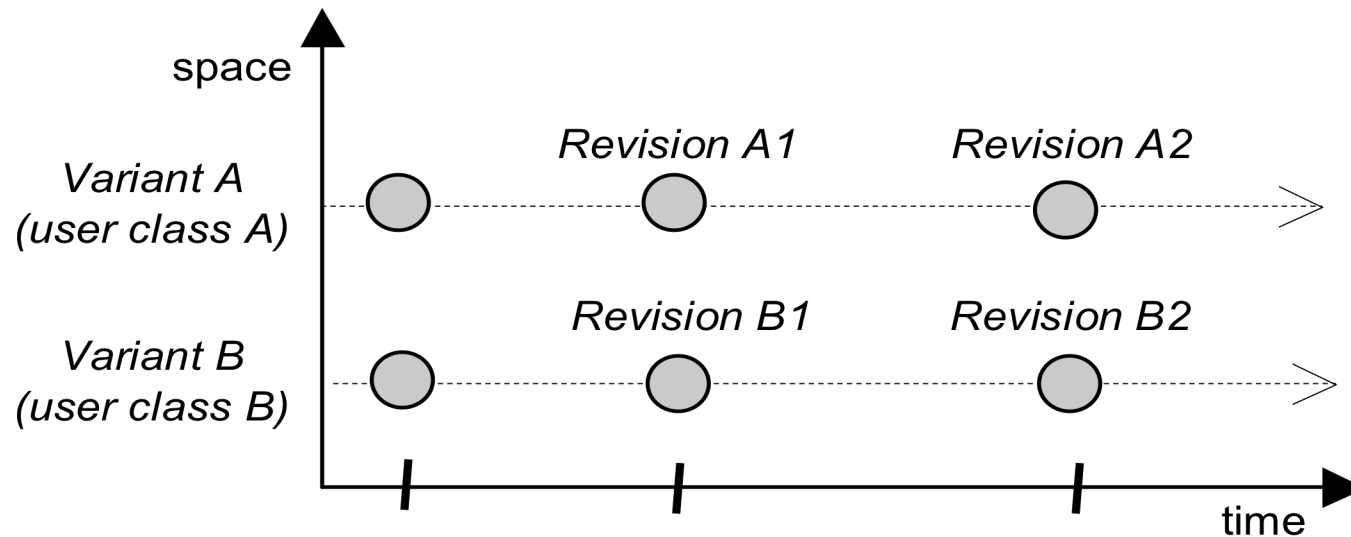 space
Variant A
(user class A)
Revision A1
Revision A2
Variant B
(user class B)
Revision B1
Revision B2
time